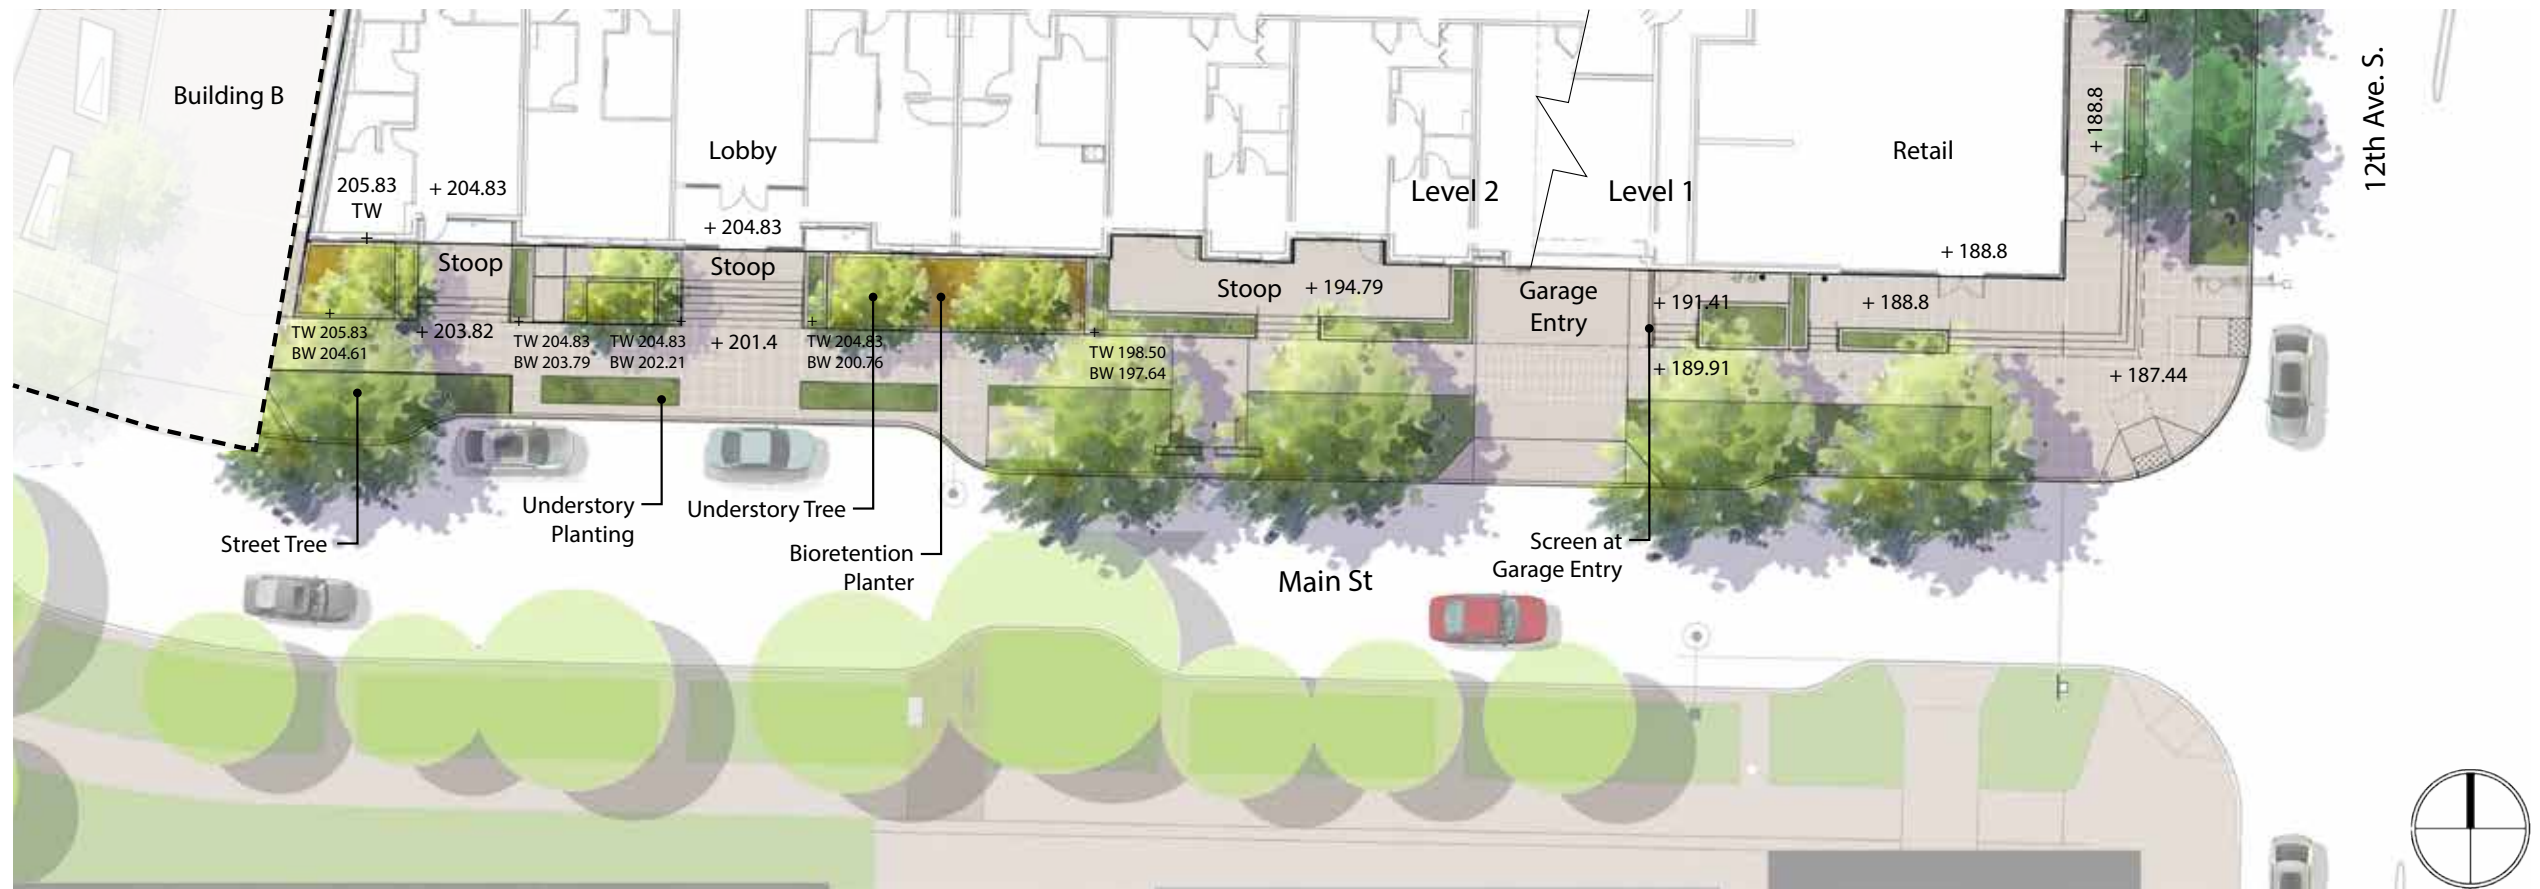 Building B
Lobby
Retail
12th Ave. S.
+ 188.8
205.83
TW
+ 204.83
Level 2
Level 1
+ 204.83
+ 188.8
Stoop
Stoop
Stoop
+ 194.79
Garage
Entry
+ 191.41
+ 188.8
TW 205.83
BW 204.61
+ 203.82
TW 204.83
BW 203.79
TW 204.83
BW 202.21
+ 201.4
TW 204.83
BW 200.76
TW 198.50
BW 197.64
+ 189.91
+ 187.44
Understory
Planting
Understory Tree
Street Tree
Bioretention
Planter
Screen at
Garage Entry
Main St